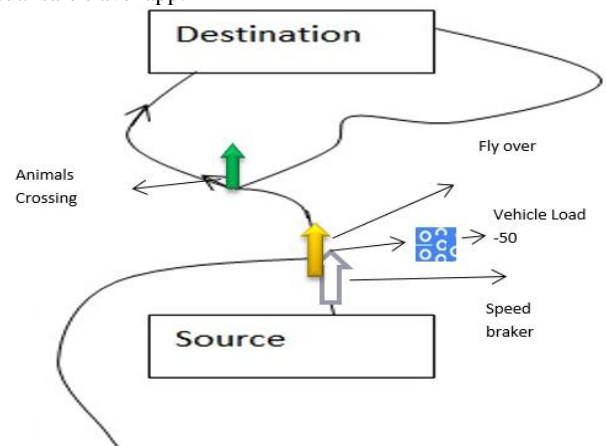 Destination
Fly over
Animals
Crossing
Vehicle Load
-50
Speed
braker
Source